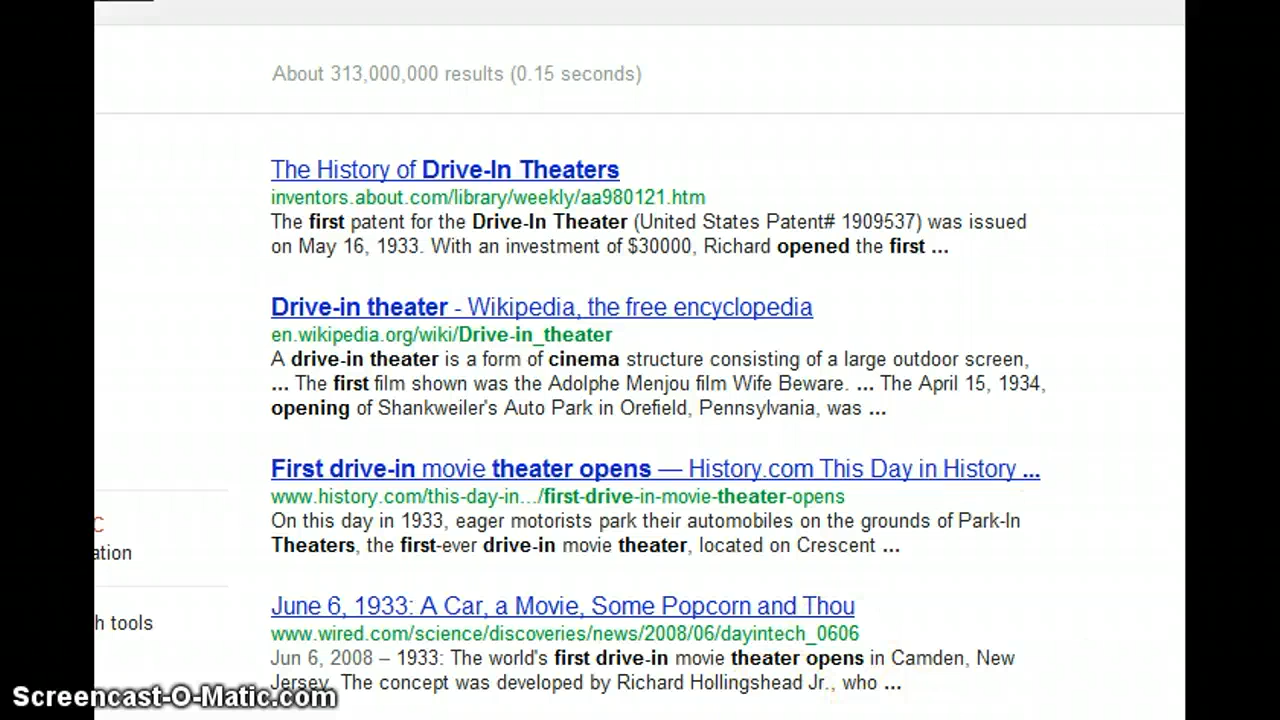 About 313,000,000 results (0.15 seconds)
The History of Drive-In Theaters
inventors.about.com/library/weekly/aa980121.htm
The first patent for the Drive-In Theater (United States Patent# 1909537) was issued
on May 16, 1933. With an investment of $30000, Richard opened the first ...
Drive-in theater - Wikipedia, the free encyclopedia
en.wikipedia.org/wiki/Drive-in_theater
A drive-in theater is a form of cinema structure consisting of a large outdoor screen,
... The first film shown was the Adolphe Menjou film Wife Beware. ... The April 15, 1934,
opening of Shankweiler's Auto Park in Orefield, Pennsylvania, was ...
First drive-in movie theater opens — History.com This Day in History ...
www.history.com/this-day-in.../first-drive-in-movie-theater-opens
On this day in 1933, eager motorists park their automobiles on the grounds of Park-In
Theaters, the first-ever drive-in movie theater, located on Crescent ...
C
ation
h tools
June 6, 1933: A Car, a Movie, Some Popcorn and Thou
www.wired.com/science/discoveries/news/2008/06/dayintech_0606
Jun 6, 2008 – 1933: The world's first drive-in movie theater opens in Camden, New
Jersey. The concept was developed by Richard Hollingshead Jr., who ...
Screencast-O-Matic.com